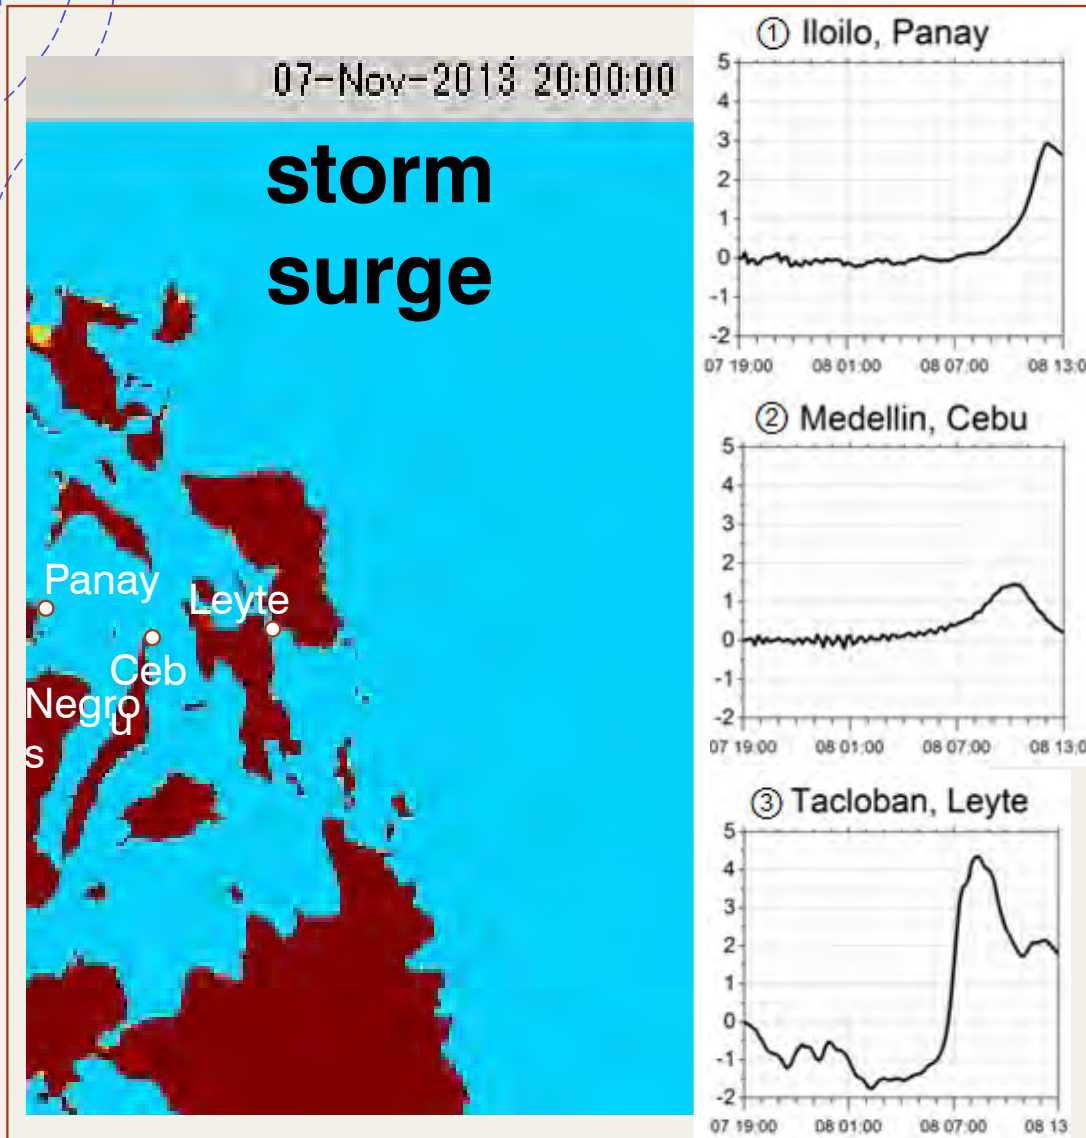 07-Nov-2013 20:00:00
storm
surge
Panay
Leyte
Ceb
u
Negro
s
① Iloilo, Panay
5
4
3
2
1
0
-1
-2
07 19:00 08 01:00 08 07:00 08 13:0
② Medellin, Cebu
5
4
3
2
1
0
-1
-2
07 19:00 08 01:00 08 07:00 08 13:0
③ Tacloban, Leyte
5
4
3
2
1
0
-1
-2
07 19:00 08 01:00 08 07:00 08 13: